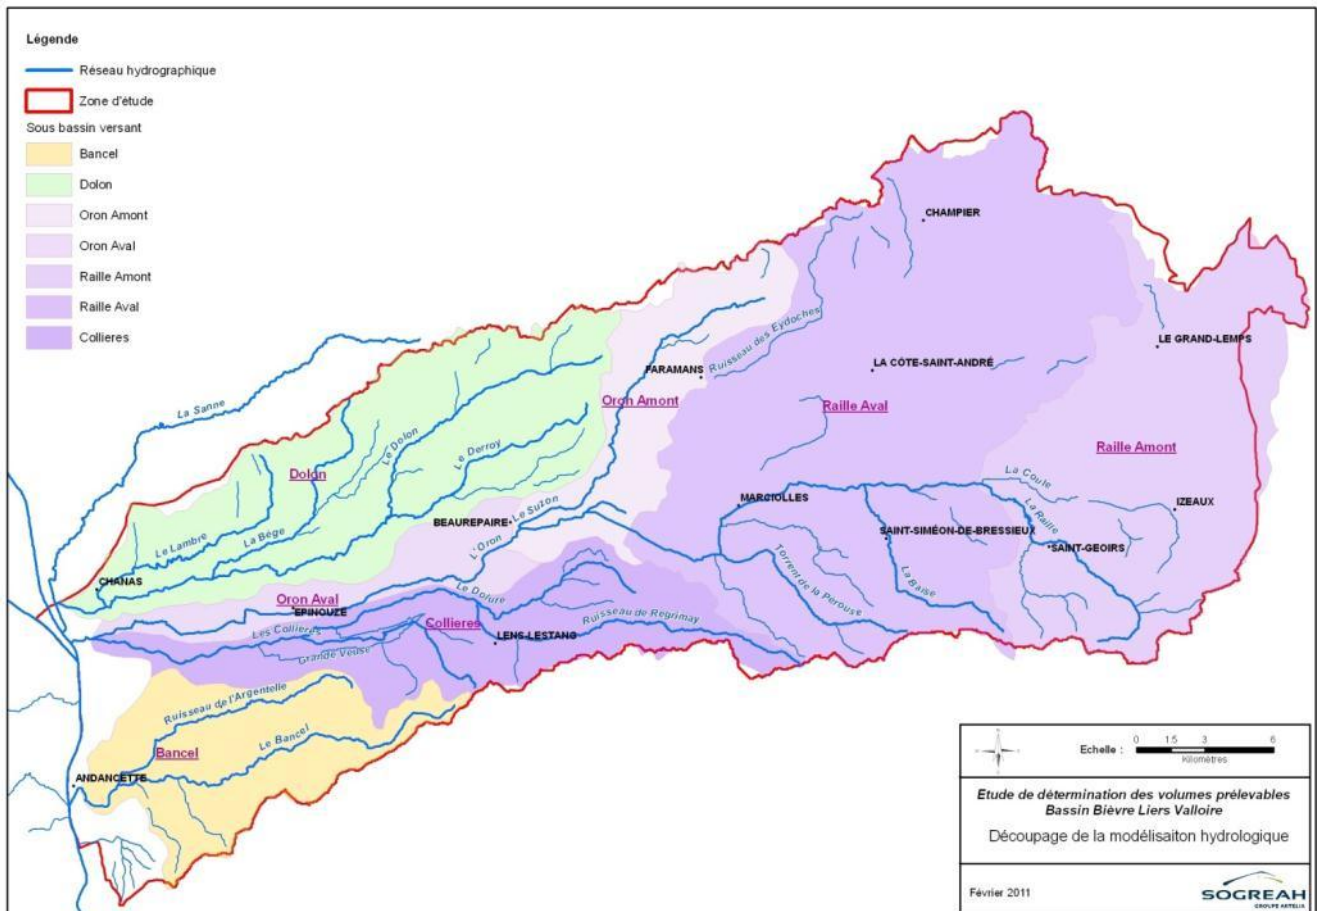 Légende
Réseau hydrographique
Zone d'étude
Sous bassin versant
Bancel
Dolon
Oron Amont
Oron Aval
Raille Amont
Raille Aval
Collieres
CHAMPIER
LE GRAND-LEMPS
Ruisseau des Eydoches
LA CÔTE-SAINT-ANDRÉ
FARAMANS
Oron Amont
Raille Aval
La Sanne
Le Dolon
Le Derroy
Dolon
Raille Amont
La Coule
MARCIOLLES
IZEAUX
La Raille
BEAUREPAIRE
Le Suzon
SAINT-SIMÉON-DE-BRESSIEUX
SAINT-GEOIRS
L'Oron
Le Lambre
La Bége
Torrent de la Perouse
La Baise
CHANAS
Le Dolure
Oron Aval
EPINOUZE
Les Collières
Collieres
Ruisseau de Regrimay
LENS-LESTANG
Grande Veuse
Ruisseau de l'Argentelle
Le Bancel
Bancel
ANDANCETTE
Echelle :
0 1.5 3 6
Kilomètres
Etude de détermination des volumes prélevables
Bassin Bièvre Liers Valloire
Découpage de la modélisaiton hydrologique
Février 2011
SOGREAH
GROUPE ARTELIA